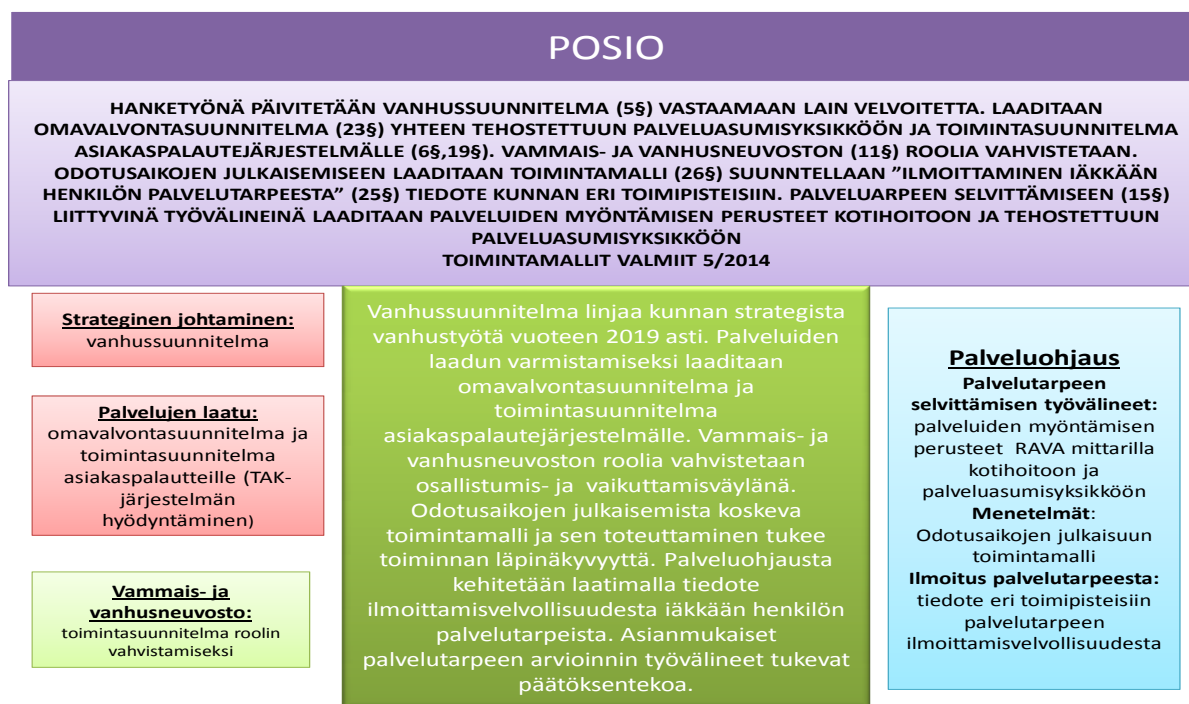 POSIO
HANKETYÖNÄ PÄIVITETÄÄN VANHUSSUUNNITELMA (5§) VASTAAMAAN LAIN VELVOITETTA. LAADITAAN
OMAVALVONTASUUNNITELMA (23§) YHTEEN TEHOSTETTUUN PALVELUASUMISYKSIKKÖÖN JA TOIMINTASUUNNITELMA
ASIAKASPALAUTEJÄRJESTELMÄLLE (6§,19§). VAMMAIS- JA VANHUSNEUVOSTON (11§) ROOLIA VAHVISTETAAN.
ODOTUSAIKOJEN JULKAISEMISEEN LAADITAAN TOIMINTAMALLI (26§) SUUNNTELLAAN ”ILMOITTAMINEN IÄKKÄÄN
HENKILÖN PALVELUTARPEESTA” (25§) TIEDOTE KUNNAN ERI TOIMIPISTEISIIN. PALVELUARPEEN SELVITTÄMISEEN (15§)
LIITTYVINÄ TYÖVÄLINEINÄ LAADITAAN PALVELUIDEN MYÖNTÄMISEN PERUSTEET KOTIHOITOON JA TEHOSTETTUUN
PALVELUASUMISYKSIKKÖÖN
TOIMINTAMALLIT VALMIIT 5/2014
Strateginen johtaminen:
vanhussuunnitelma
Palvelujen laatu:
omavalvontasuunnitelma ja
toimintasuunnitelma
asiakaspalautteille (TAK-
järjestelmän
hyödyntäminen)
Vammais- ja
vanhusneuvosto:
toimintasuunnitelma roolin
vahvistamiseksi
Vanhussuunnitelma linjaa kunnan strategista
vanhustyötä vuoteen 2019 asti. Palveluiden
laadun varmistamiseksi laaditaan
omavalvontasuunnitelma ja
toimintasuunnitelma
asiakaspalautejärjestelmälle. Vammais- ja
vanhusneuvoston roolia vahvistetaan
osallistumis- ja vaikuttamisväylänä.
Odotusaikojen julkaisemista koskeva
toimintamalli ja sen toteuttaminen tukee
toiminnan läpinäkyvyyttä. Palveluohjausta
kehitetään laatimalla tiedote
ilmoittamisvelvollisuudesta iäkkään henkilön
palvelutarpeista. Asianmukaiset
palvelutarpeen arvioinnin työvälineet tukevat
päätöksentekoa.
Palveluohjaus
Palvelutarpeen
selvittämisen työvälineet:
palveluiden myöntämisen
perusteet RAVA mittarilla
kotihoitoon ja
palveluasumisyksikköön
Menetelmät:
Odotusaikojen julkaisuun
toimintamalli
Ilmoitus palvelutarpeesta:
tiedote eri toimipisteisiin
palvelutarpeen
ilmoittamisvelvollisuudesta